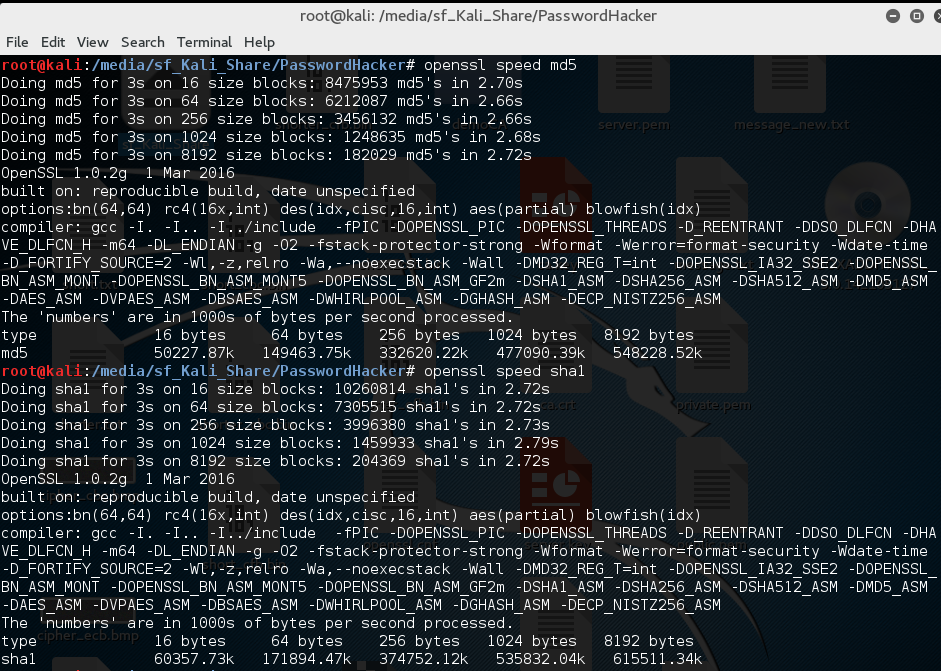 root@kali: /media/sf_Kali_Share/PasswordHacker
File Edit View Search Terminal Help
root@kali:/media/sf_Kali_Share/PasswordHacker# openssl speed md5
Doing md5 for 3s on 16 size blocks: 8475953 md5's in 2.70s
Doing md5 for 3s on 64 size blocks: 6212087 md5's in 2.66s
Doing md5 for 3s on 256 size blocks: 3456132 md5's in 2.66s
Doing md5 for 3s on 1024 size blocks: 1248635 md5's in 2.68s
Doing md5 for 3s on 8192 size blocks: 182029 md5's in 2.72s
OpenSSL 1.0.2g  1 Mar 2016
built on: reproducible build, date unspecified
options:bn(64,64) rc4(16x,int) des(idx,cisc,16,int) aes(partial) blowfish(idx)
compiler: gcc -I. -I.. -I../include  -fPIC -DOPENSSL_PIC -DOPENSSL_THREADS -D_REENTRANT -DDSO_DLFCN -DHA
VE_DLFCN_H -m64 -DL_ENDIAN -g -O2 -fstack-protector-strong -Wformat -Werror=format-security -Wdate-time
-D_FORTIFY_SOURCE=2 -Wl,-z,relro -Wa,--noexecstack -Wall -DMD32_REG_T=int -DOPENSSL_IA32_SSE2 -DOPENSSL_
BN_ASM_MONT -DOPENSSL_BN_ASM_MONT5 -DOPENSSL_BN_ASM_GF2m -DSHA1_ASM -DSHA256_ASM -DSHA512_ASM -DMD5_ASM
-DAES_ASM -DVPAES_ASM -DBSAES_ASM -DWHIRLPOOL_ASM -DGHASH_ASM -DECP_NISTZ256_ASM
The 'numbers' are in 1000s of bytes per second processed.
type             16 bytes     64 bytes    256 bytes   1024 bytes   8192 bytes
md5              50227.87k   149463.75k   332620.22k   477090.39k   548228.52k
root@kali:/media/sf_Kali_Share/PasswordHacker# openssl speed sha1
Doing sha1 for 3s on 16 size blocks: 10260814 sha1's in 2.72s
Doing sha1 for 3s on 64 size blocks: 7305515 sha1's in 2.72s
Doing sha1 for 3s on 256 size blocks: 3996380 sha1's in 2.73s
Doing sha1 for 3s on 1024 size blocks: 1459933 sha1's in 2.79s
Doing sha1 for 3s on 8192 size blocks: 204369 sha1's in 2.72s
OpenSSL 1.0.2g  1 Mar 2016
built on: reproducible build, date unspecified
options:bn(64,64) rc4(16x,int) des(idx,cisc,16,int) aes(partial) blowfish(idx)
compiler: gcc -I. -I.. -I../include  -fPIC -DOPENSSL_PIC -DOPENSSL_THREADS -D_REENTRANT -DDSO_DLFCN -DHA
VE_DLFCN_H -m64 -DL_ENDIAN -g -O2 -fstack-protector-strong -Wformat -Werror=format-security -Wdate-time
-D_FORTIFY_SOURCE=2 -Wl,-z,relro -Wa,--noexecstack -Wall -DMD32_REG_T=int -DOPENSSL_IA32_SSE2 -DOPENSSL_
BN_ASM_MONT -DOPENSSL_BN_ASM_MONT5 -DOPENSSL_BN_ASM_GF2m -DSHA1_ASM -DSHA256_ASM -DSHA512_ASM -DMD5_ASM
-DAES_ASM -DVPAES_ASM -DBSAES_ASM -DWHIRLPOOL_ASM -DGHASH_ASM -DECP_NISTZ256_ASM
The 'numbers' are in 1000s of bytes per second processed.
type             16 bytes     64 bytes    256 bytes   1024 bytes   8192 bytes
sha1             60357.73k   171894.47k   374752.12k   535832.04k   615511.34k
server.pem
message_new.txt
private.pem
cipher_ecb.bmp